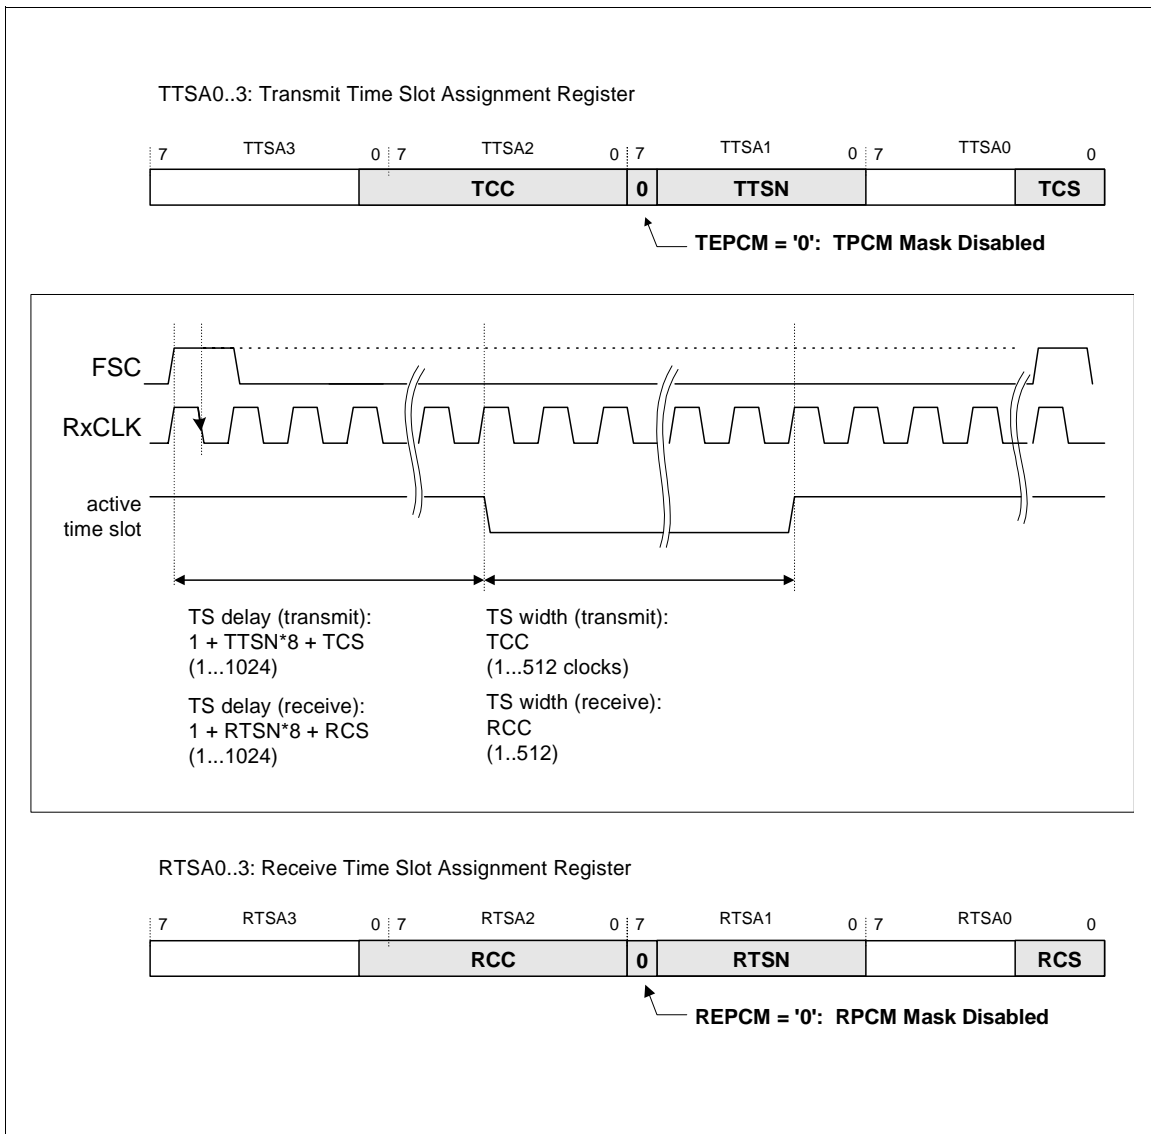 TTSA0..3: Transmit Time Slot Assignment Register
7 TTSA3 0 7 TTSA2 0 7 TTSA1 0 7 TTSA0 0
TCC 0 TTSN TCS
TEPCM = '0': TPCM Mask Disabled
FSC
RxCLK
active
time slot
TS delay (transmit):
1 + TTSN*8 + TCS
(1...1024)
TS width (transmit):
TCC
(1...512 clocks)
TS delay (receive):
1 + RTSN*8 + RCS
(1...1024)
TS width (receive):
RCC
(1..512)
RTSA0..3: Receive Time Slot Assignment Register
7 RTSA3 0 7 RTSA2 0 7 RTSA1 0 7 RTSA0 0
RCC 0 RTSN RCS
REPCM = '0': RPCM Mask Disabled